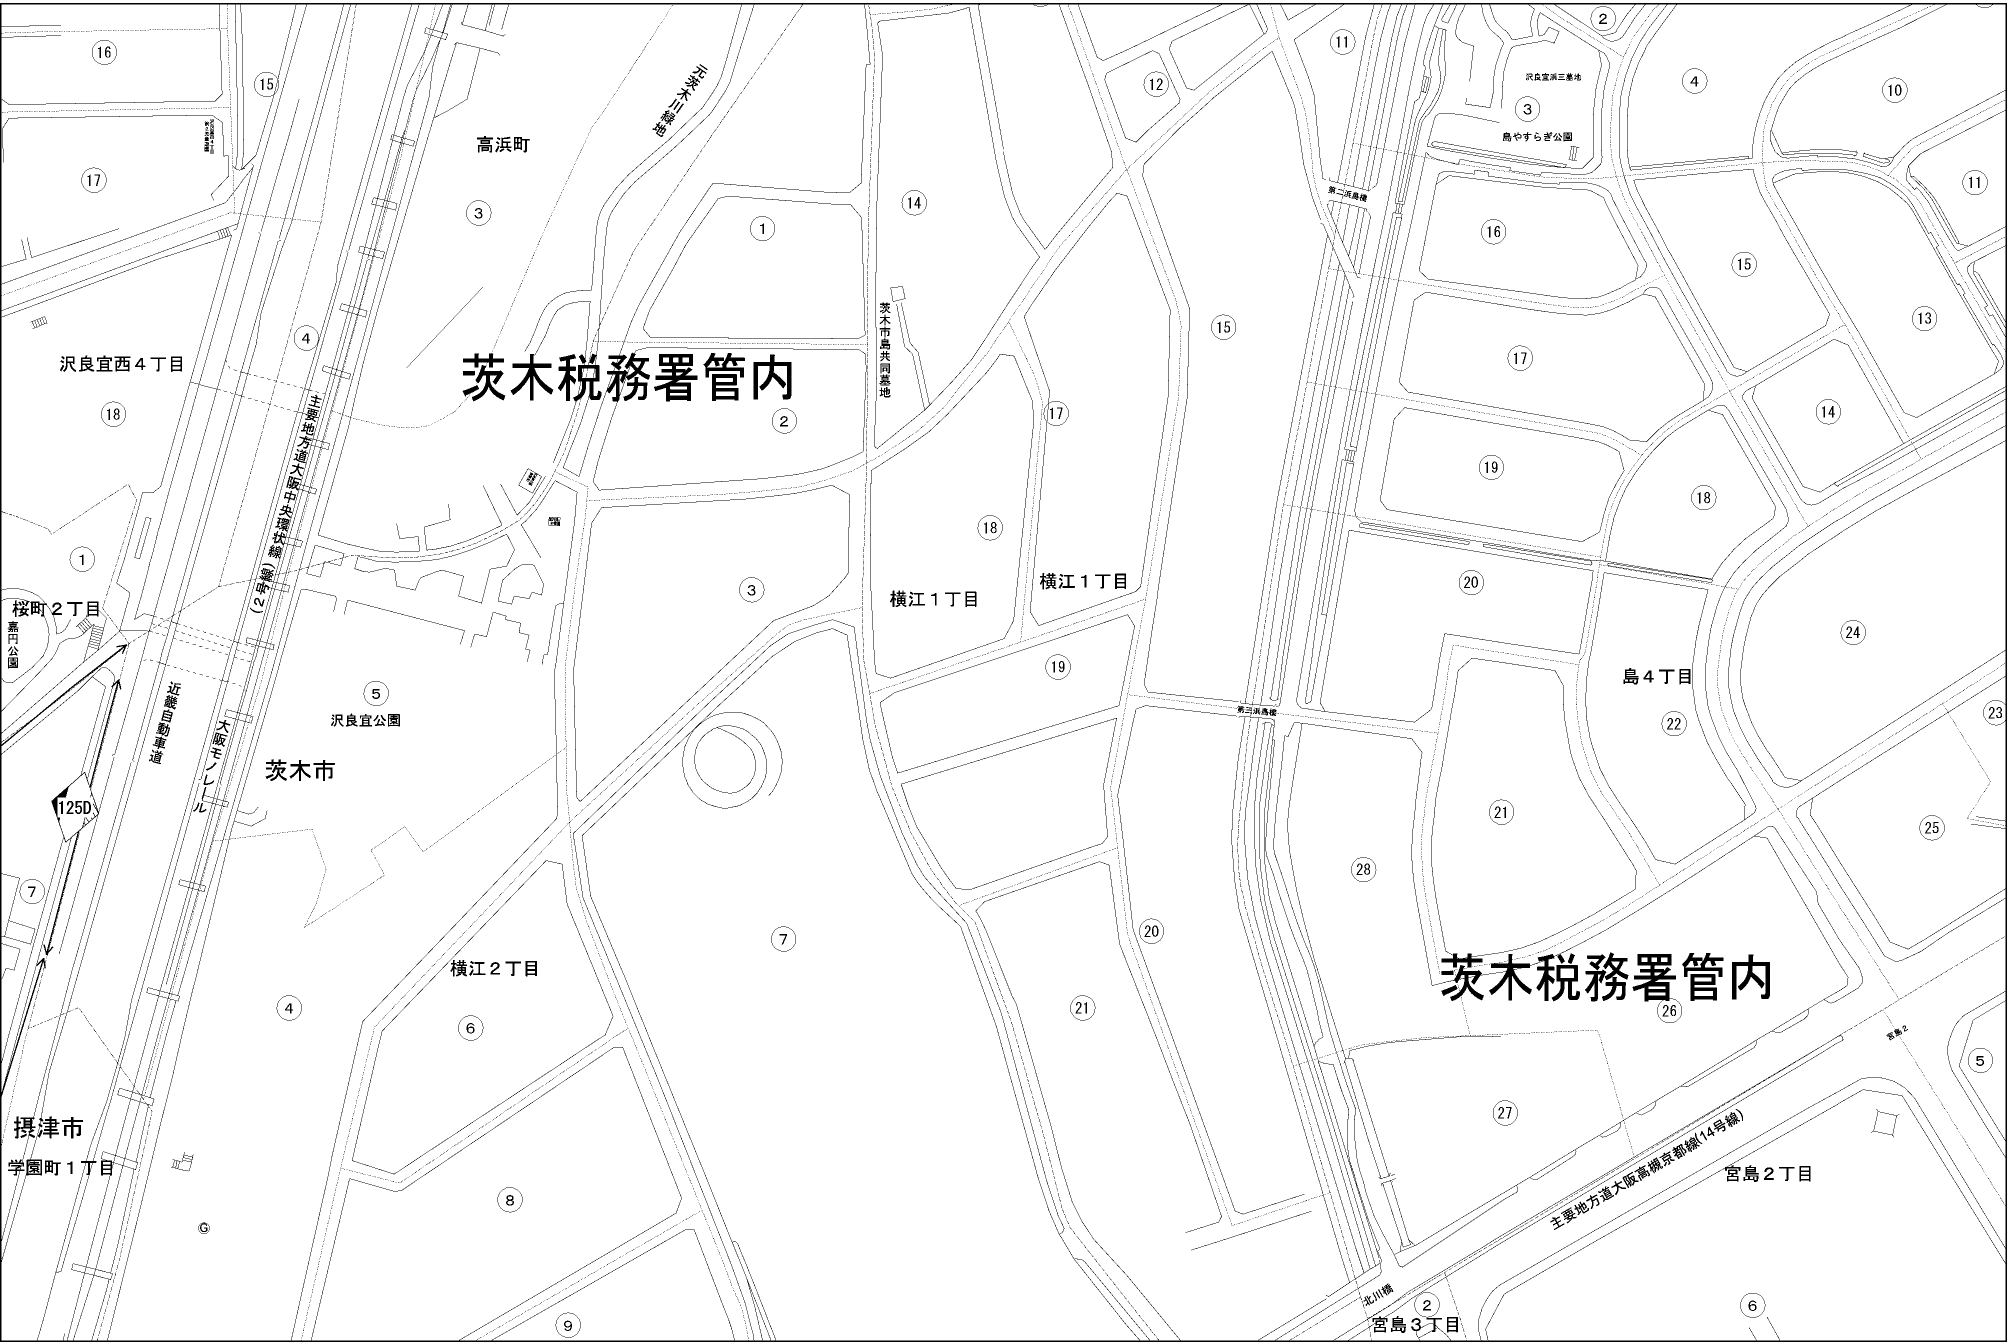 16
15
11
2
沢良宜浜三墓地
3
島やすらぎ公園
4
10
元茨木川緑地
12
高浜町
17
3
14
1
第二浜島橋
16
11
15
茨木市島共同墓地
15
13
4
17
沢良宜西4丁目
茨木税務署管内
18
主要地方道大阪中央環状線
(2号線)
2
17
14
19
18
18
1
3
横江1丁目
横江1丁目
20
桜町2丁目
嘉円公園
24
19
島4丁目
5
沢良宜公園
近畿自動車道
大阪モノレール
第三浜島橋
22
23
茨木市
125D
21
25
28
7
7
20
横江2丁目
茨木税務署管内
4
6
21
26
宮島2
5
27
摂津市
学園町1丁目
主要地方道大阪高槻京都線(14号線)
宮島2丁目
8
G
北川橋
2
6
9
宮島3丁目